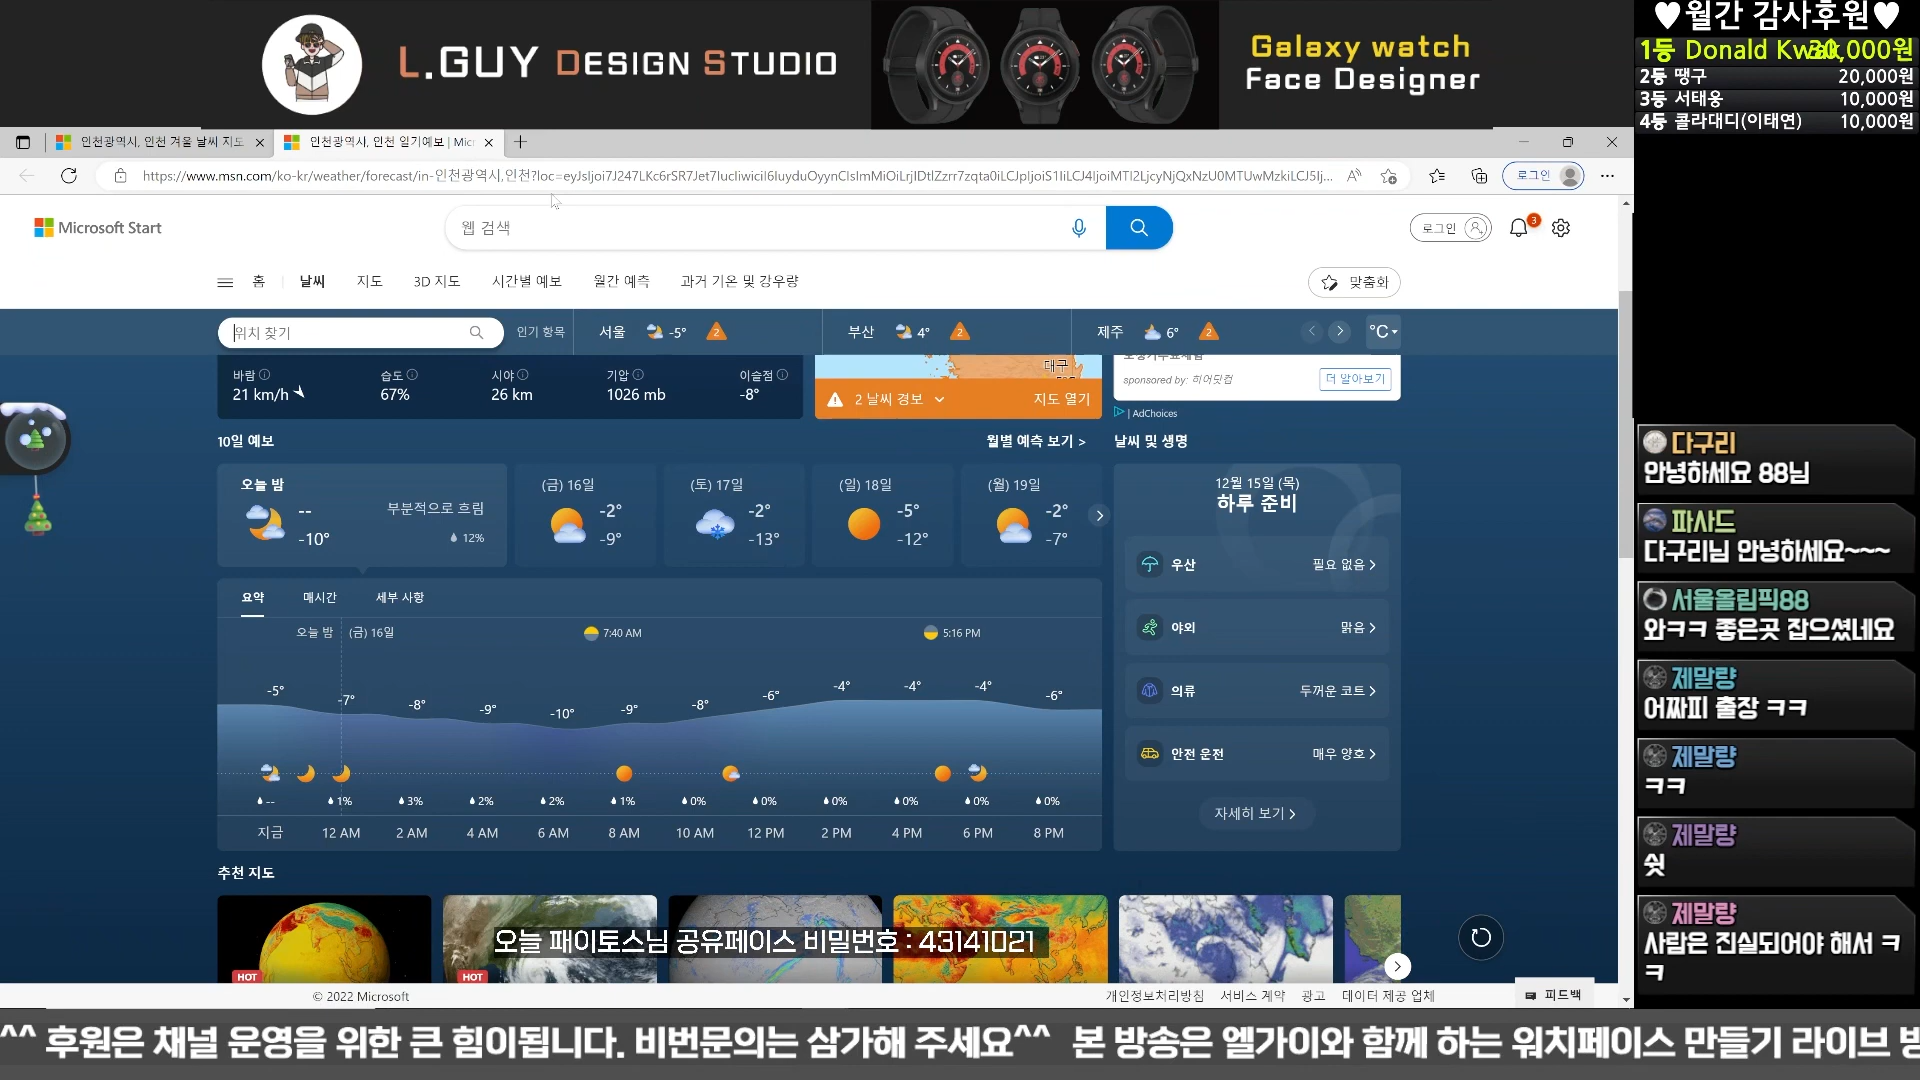 L.GUY DESIGN STUDIO
Galaxy watch
Face Designer
♥월간 감사후원♥
1등 Donald Kwak 30,000원
2등 땡구 20,000원
3등 서태웅 10,000원
4등 콜라대디(이태연) 10,000원
인천광역시, 인천 겨울 날씨 지도
인천광역시, 인천 일기예보 | Mic
로그인
Microsoft Start
웹 검색
로그인
3
홈 날씨 지도 3D 지도 시간별 예보 월간 예측 과거 기온 및 강우량
맞춤화
위치 찾기
인기 항목 서울 -5° 2 부산 4° 2 제주 6° 2 °C
바람 습도 시야 기압 이슬점
21 km/h 67% 26 km 1026 mb -8°
대구
2 날씨 경보 지도 열기
sponsored by: 히어닷컴 더 알아보기
AdChoices
10일 예보 월별 예측 보기 >
날씨 및 생명
오늘 밤
-- 부분적으로 흐림
-10° 12%
(금) 16일 -2° -9°
(토) 17일 -2° -13°
(일) 18일 -5° -12°
(월) 19일 -2° -7°
12월 15일 (목)
하루 준비
우산 필요 없음
야외 맑음
의류 두꺼운 코트
안전 운전 매우 양호
자세히 보기
요약 매시간 세부 사항
오늘 밤 (금) 16일 7:40 AM 5:16 PM
-5° -7° -8° -9° -10° -9° -8° -6° -4° -4° -4° -6°
-- 1% 3% 2% 2% 1% 0% 0% 0% 0% 0% 0%
지금 12 AM 2 AM 4 AM 6 AM 8 AM 10 AM 12 PM 2 PM 4 PM 6 PM 8 PM
추천 지도
HOT HOT
오늘 패이토스님 공유페이스 비밀번호 : 43141021
© 2022 Microsoft
개인정보처리방침 서비스 계약 광고 데이터 제공 업체
피드백
다구리
안녕하세요 88님
파사드
다구리님 안녕하세요~~~
서울올림픽88
와ㅋㅋ 좋은곳 잡으셨네요
제말량
어짜피 출장 ㅋㅋ
제말량
ㅋㅋ
제말량
쉿
제말량
사람은 진실되어야 해서 ㅋ
ㅋ
^^ 후원은 채널 운영을 위한 큰 힘이됩니다. 비번문의는 삼가해 주세요^^ 본 방송은 엘가이와 함께 하는 워치페이스 만들기 라이브